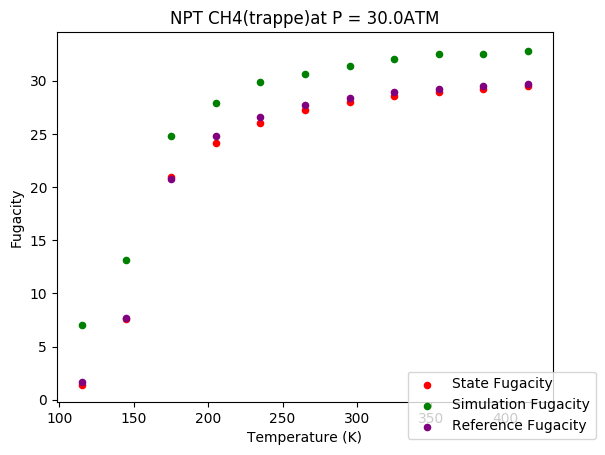 NPT CH4(trappe)at P = 30.0ATM
30
25
20
15
10
5
0
Fugacity
100 150 200 250 300 350 400
Temperature (K)
State Fugacity
Simulation Fugacity
Reference Fugacity